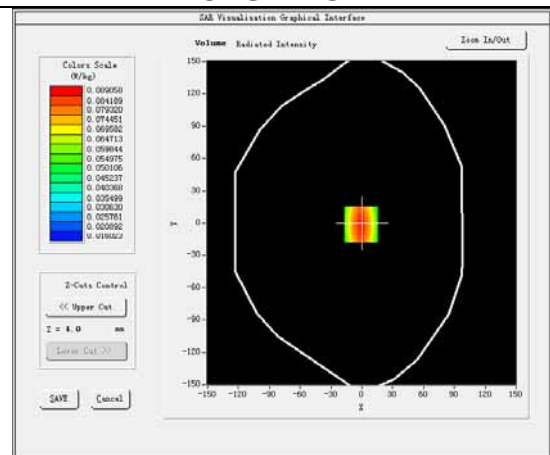 SAR Visualisation Graphical Interface
Volume Radiated Intensity
Zoom In/Out
Colors Scale
(W/kg)
0.089058
0.084189
0.079320
0.074451
0.069582
0.064713
0.059844
0.054975
0.050106
0.045237
0.040368
0.035499
0.030630
0.025761
0.020892
0.016023
Z-Cuts Control
<< Upper Cut
Z = 4.0 mm
Lower Cut >>
SAVE
Cancel
150
120
90
60
30
0
-30
-60
-90
-120
-150
Y
-150 -120 -90 -60 -30 0 30 60 90 120 150
X